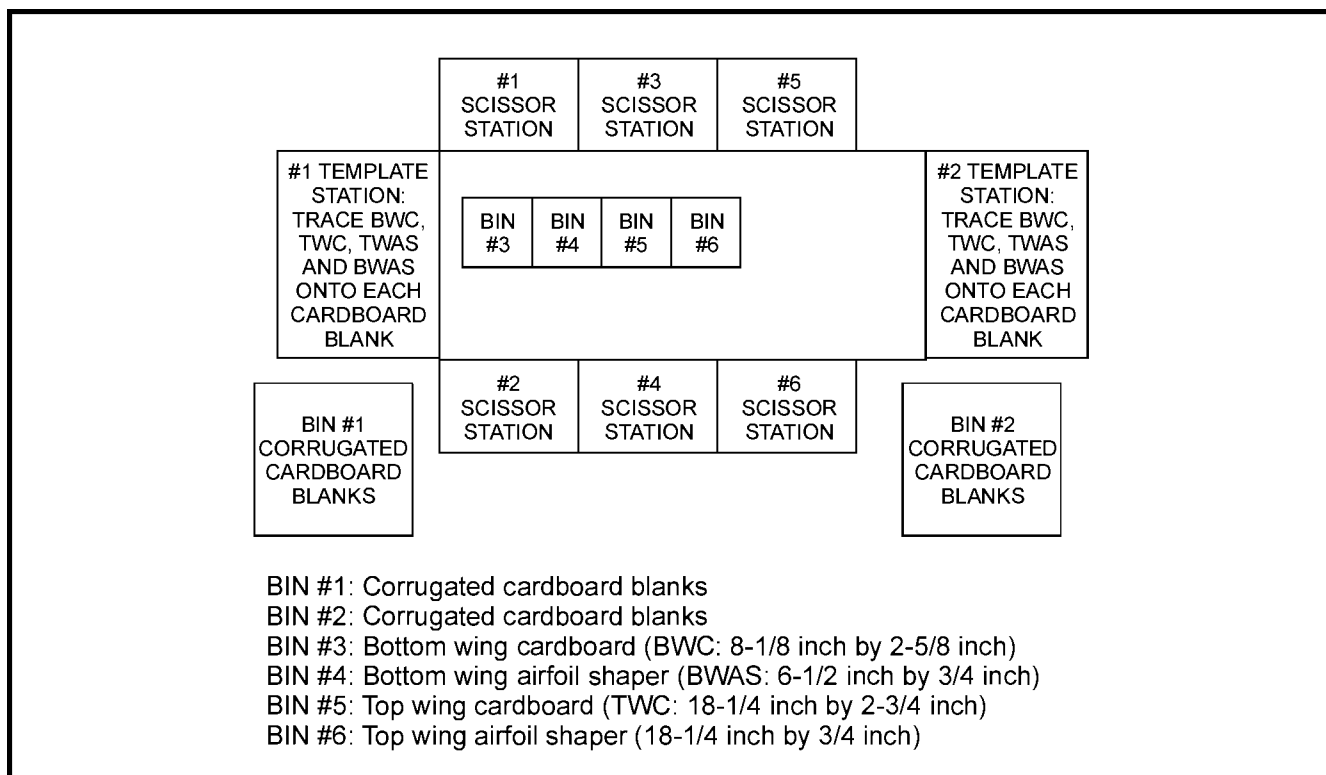 #1
SCISSOR
STATION
#3
SCISSOR
STATION
#5
SCISSOR
STATION
#1 TEMPLATE
STATION:
TRACE BWC,
TWC, TWAS
AND BWAS
ONTO EACH
CARDBOARD
BLANK
BIN
#3
BIN
#4
BIN
#5
BIN
#6
#2 TEMPLATE
STATION:
TRACE BWC,
TWC, TWAS
AND BWAS
ONTO EACH
CARDBOARD
BLANK
#2
SCISSOR
STATION
#4
SCISSOR
STATION
#6
SCISSOR
STATION
BIN #1
CORRUGATED
CARDBOARD
BLANKS
BIN #2
CORRUGATED
CARDBOARD
BLANKS
BIN #1: Corrugated cardboard blanks
BIN #2: Corrugated cardboard blanks
BIN #3: Bottom wing cardboard (BWC: 8-1/8 inch by 2-5/8 inch)
BIN #4: Bottom wing airfoil shaper (BWAS: 6-1/2 inch by 3/4 inch)
BIN #5: Top wing cardboard (TWC: 18-1/4 inch by 2-3/4 inch)
BIN #6: Top wing airfoil shaper (18-1/4 inch by 3/4 inch)